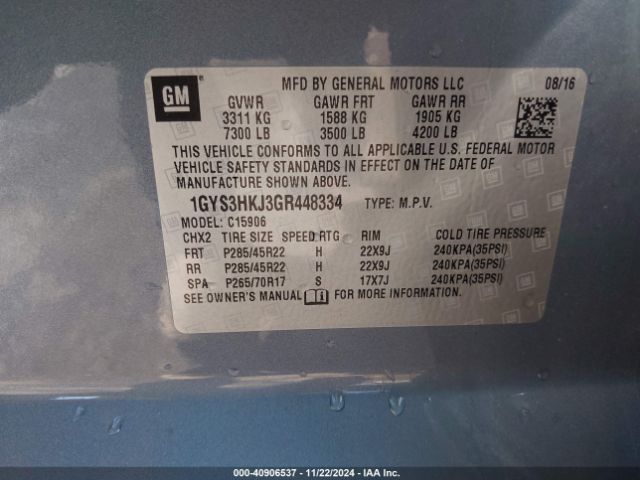 GM
MFD BY GENERAL MOTORS LLC 08/16
GVWR GAWR FRT GAWR RR
3311 KG 1588 KG 1905 KG
7300 LB 3500 LB 4200 LB
THIS VEHICLE CONFORMS TO ALL APPLICABLE U.S. FEDERAL MOTOR
VEHICLE SAFETY STANDARDS IN EFFECT ON THE DATE OF
MANUFACTURE SHOWN ABOVE.
1GYS3HKJ3GR448334 TYPE: M.P.V.
MODEL: C15906
CHX2 TIRE SIZE SPEED RTG RIM COLD TIRE PRESSURE
FRT P285/45R22 H 22X9J 240KPA(35PSI)
RR P285/45R22 H 22X9J 240KPA(35PSI)
SPA P265/70R17 S 17X7J 240KPA(35PSI)
SEE OWNER'S MANUAL FOR MORE INFORMATION.
000-40906537 - 11/22/2024 - IAA, Inc.